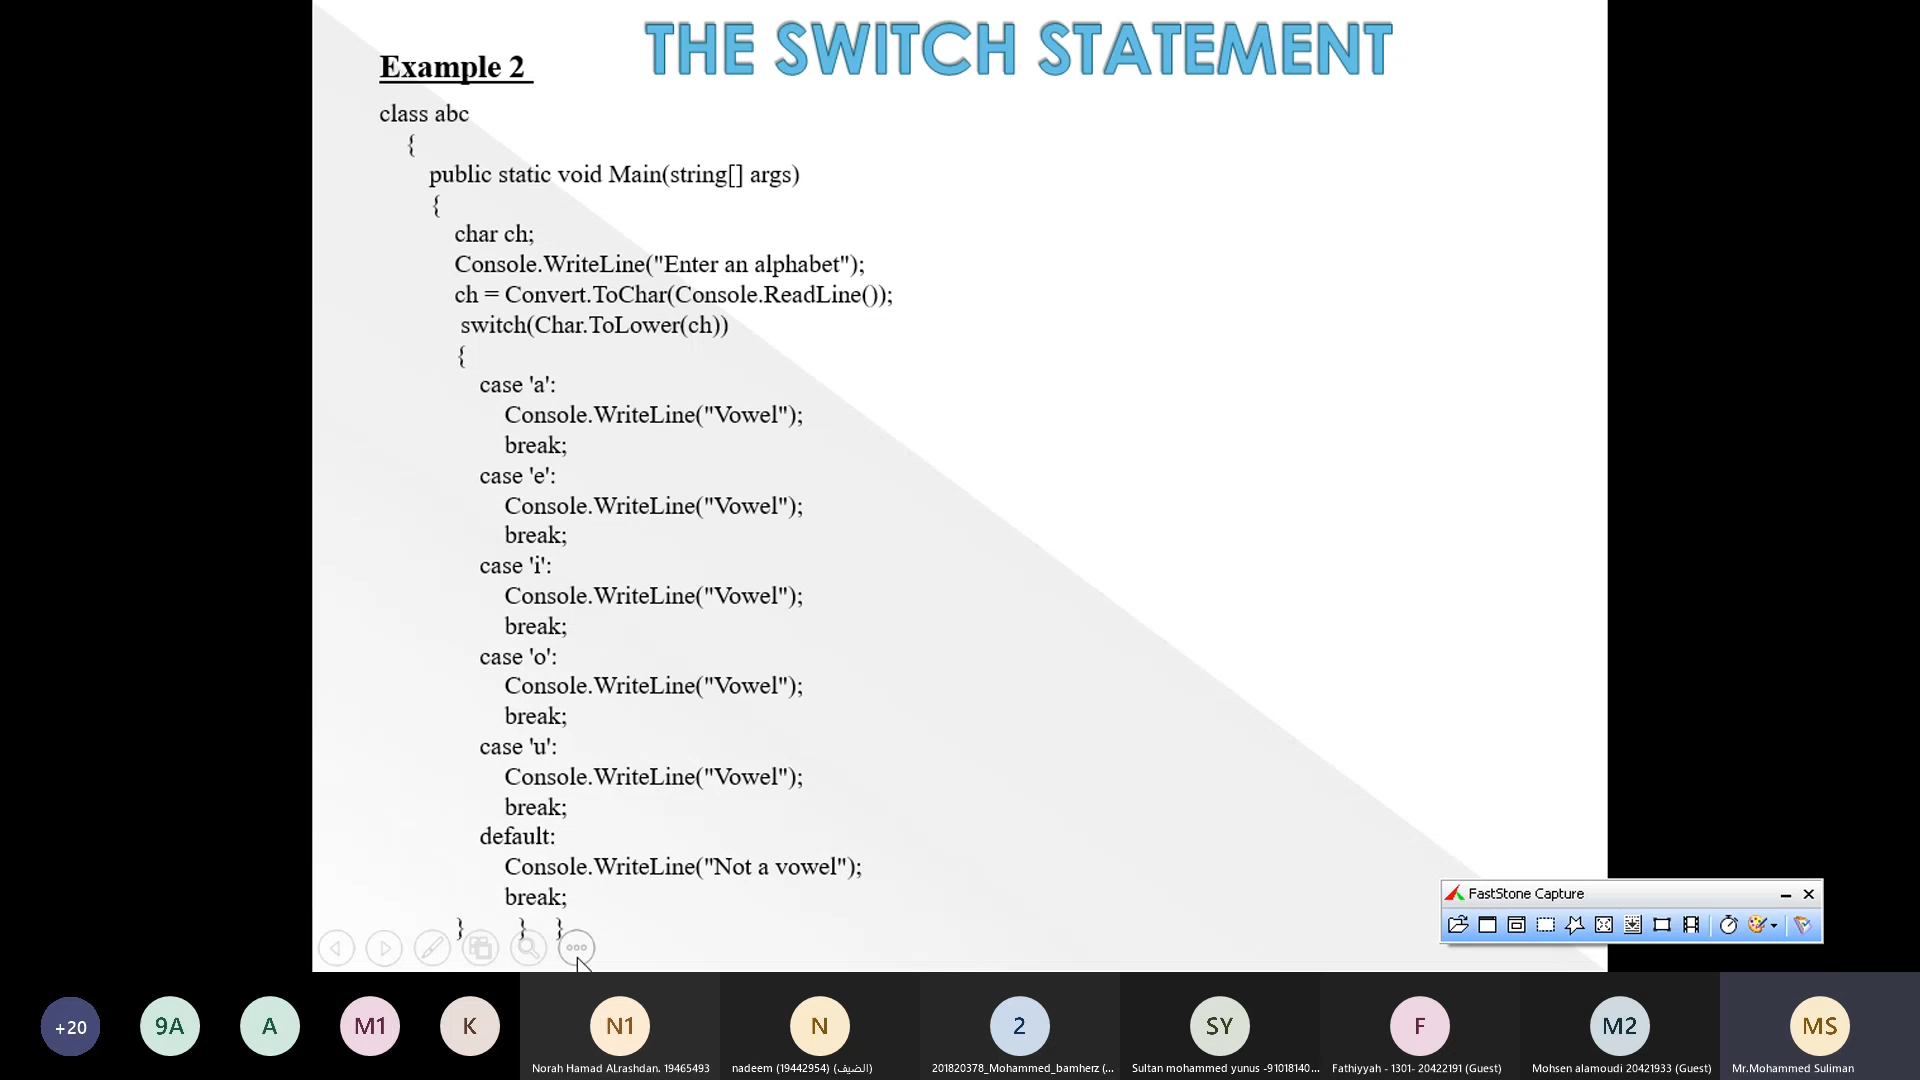 THE SWITCH STATEMENT
Example 2
class abc
{
public static void Main(string[] args)
{
char ch;
Console.WriteLine("Enter an alphabet");
ch = Convert.ToChar(Console.ReadLine());
switch(Char.ToLower(ch))
{
case 'a':
Console.WriteLine("Vowel");
break;
case 'e':
Console.WriteLine("Vowel");
break;
case 'i':
Console.WriteLine("Vowel");
break;
case 'o':
Console.WriteLine("Vowel");
break;
case 'u':
Console.WriteLine("Vowel");
break;
default:
Console.WriteLine("Not a vowel");
break;
} } }
FastStone Capture
+20 9A A M1 K N1 N 2 SY F M2 MS
Norah Hamad ALrashdan. 19465493
nadeem (19442954) (الضيف)
201820378_Mohammed_bamherz (...
Sultan mohammed yunus -91018140...
Fathiyyah - 1301- 20422191 (Guest)
Mohsen alamoudi 20421933 (Guest)
Mr.Mohammed Suliman